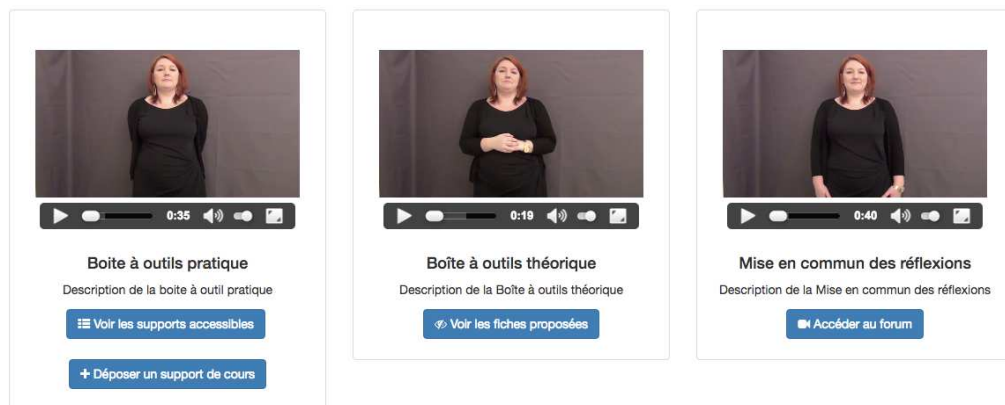 0:35
Boite à outils pratique
Description de la boite à outil pratique
Voir les supports accessibles
Déposer un support de cours
0:19
Boîte à outils théorique
Description de la Boîte à outils théorique
Voir les fiches proposées
0:40
Mise en commun des réflexions
Description de la Mise en commun des réflexions
Accéder au forum